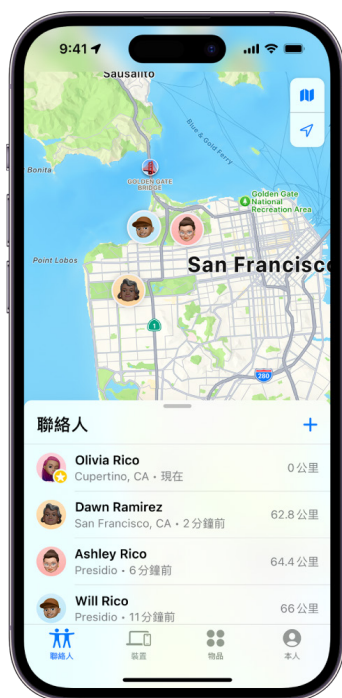 9:41
Sausalito
Blue & Gold Ferry
Bonita
GOLDEN GATE
BRIDGE
Golden Gate
National
Recreation Area
Point Lobos
San Francisco
1
280
聯絡人
Olivia Rico
Cupertino, CA・現在
0公里
Dawn Ramirez
San Francisco, CA・2分鐘前
62.8公里
Ashley Rico
Presidio・6分鐘前
64.4公里
Will Rico
Presidio・11分鐘前
66公里
聯絡人
裝置
物品
本人